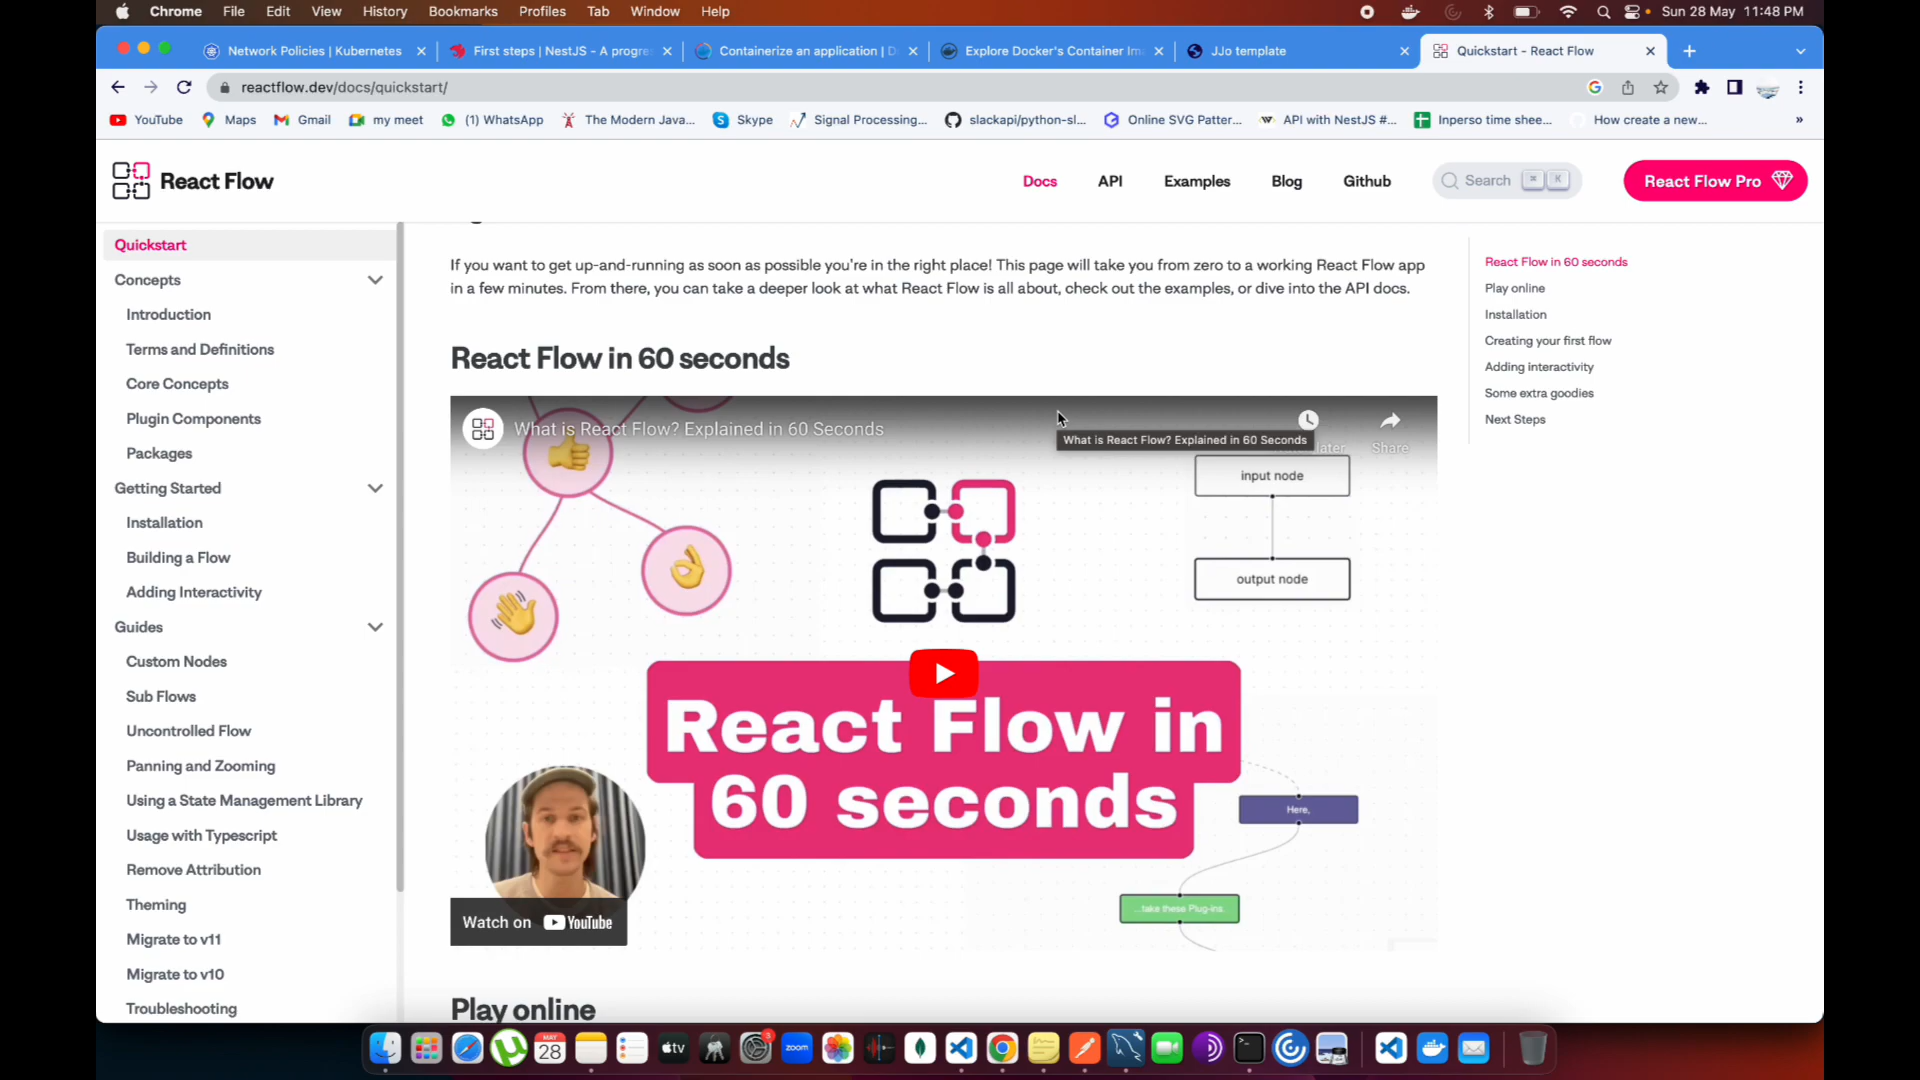 Chrome File Edit View History Bookmarks Profiles Tab Window Help Sun 28 May 11:48 PM
Network Policies | Kubernetes First steps | NestJS - A progre Containerize an application | D Explore Docker's Container Im JJo template Quickstart - React Flow
reactflow.dev/docs/quickstart/
YouTube Maps Gmail my meet (1) WhatsApp The Modern Java... Skype Signal Processing... slackapi/python-sl... Online SVG Patter... API with NestJS #... Inperso time shee... How create a new... »
React Flow Docs API Examples Blog Github Search ⌘ K React Flow Pro
Quickstart
Concepts
Introduction
Terms and Definitions
Core Concepts
Plugin Components
Packages
Getting Started
Installation
Building a Flow
Adding Interactivity
Guides
Custom Nodes
Sub Flows
Uncontrolled Flow
Panning and Zooming
Using a State Management Library
Usage with Typescript
Remove Attribution
Theming
Migrate to v11
Migrate to v10
Troubleshooting
If you want to get up-and-running as soon as possible you're in the right place! This page will take you from zero to a working React Flow app
in a few minutes. From there, you can take a deeper look at what React Flow is all about, check out the examples, or dive into the API docs.
React Flow in 60 seconds
What is React Flow? Explained in 60 Seconds
What is React Flow? Explained in 60 Seconds
Share
input node
output node
React Flow in
60 seconds
Here,
...take these Plug-ins
Watch on YouTube
Play online
React Flow in 60 seconds
Play online
Installation
Creating your first flow
Adding interactivity
Some extra goodies
Next Steps
MAY
28
tv
3
zoom